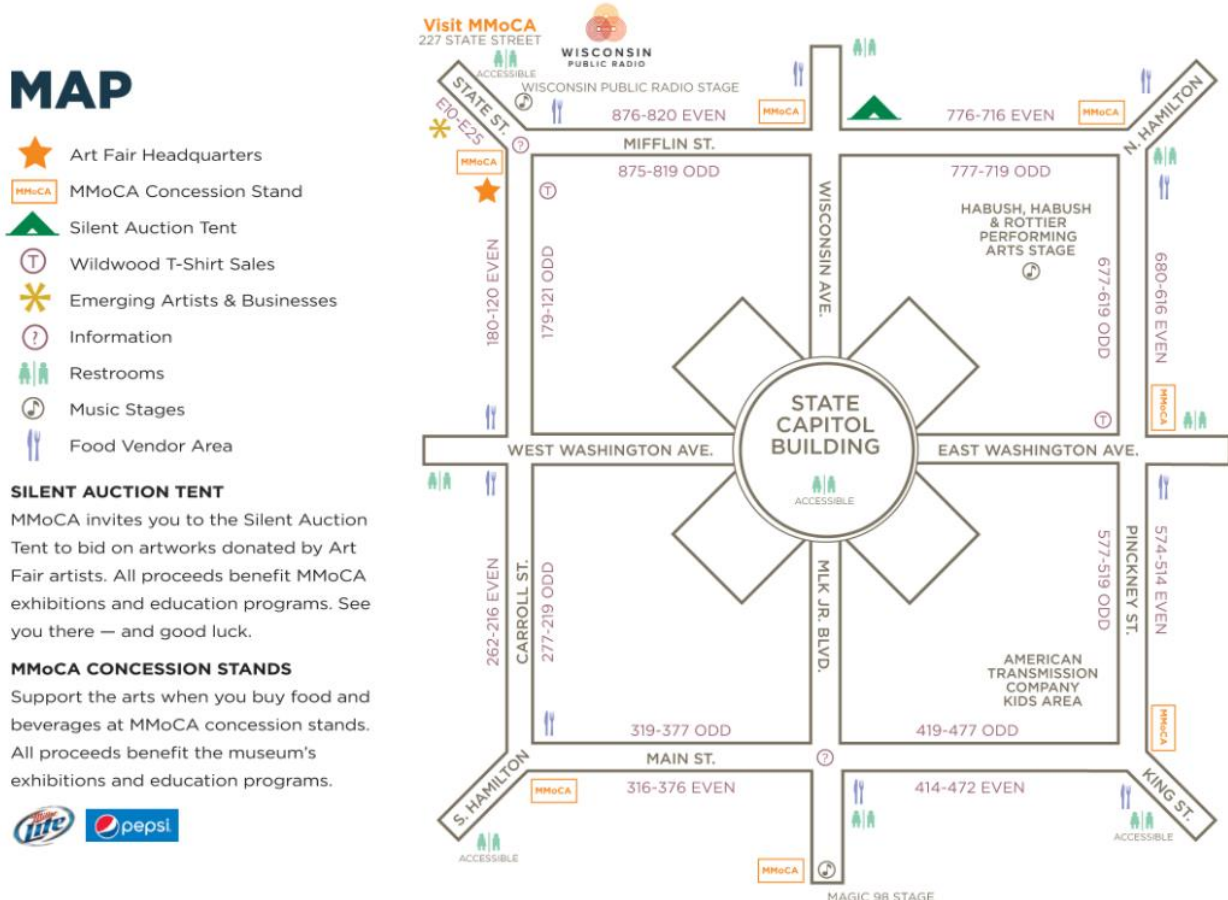 MAP
Art Fair Headquarters
MMoCA
MMoCA Concession Stand
Silent Auction Tent
T
Wildwood T-Shirt Sales
Emerging Artists & Businesses
?
Information
Restrooms
Music Stages
Food Vendor Area
SILENT AUCTION TENT
MMoCA invites you to the Silent Auction
Tent to bid on artworks donated by Art
Fair artists. All proceeds benefit MMoCA
exhibitions and education programs. See
you there — and good luck.
MMoCA CONCESSION STANDS
Support the arts when you buy food and
beverages at MMoCA concession stands.
All proceeds benefit the museum's
exhibitions and education programs.
Miller
Lite
pepsi
Visit MMoCA
227 STATE STREET
ACCESSIBLE
WISCONSIN
PUBLIC RADIO
WISCONSIN PUBLIC RADIO STAGE
STATE ST.
E10-E25
?
MMoCA
876-820 EVEN
MMoCA
776-716 EVEN
MMoCA
N. HAMILTON
MIFFLIN ST.
875-819 ODD
777-719 ODD
T
180-120 EVEN
179-121 ODD
WISCONSIN AVE.
HABUSH, HABUSH
& ROTTIER
PERFORMING
ARTS STAGE
677-619 ODD
680-616 EVEN
T
MMoCA
WEST WASHINGTON AVE.
STATE
CAPITOL
BUILDING
ACCESSIBLE
EAST WASHINGTON AVE.
262-216 EVEN
CARROLL ST.
277-219 ODD
MLK JR. BLVD.
577-519 ODD
PINCKNEY ST.
574-514 EVEN
AMERICAN
TRANSMISSION
COMPANY
KIDS AREA
MMoCA
319-377 ODD
419-477 ODD
MAIN ST.
?
S. HAMILTON
MMoCA
316-376 EVEN
414-472 EVEN
KING ST.
ACCESSIBLE
ACCESSIBLE
MMoCA
MAGIC 98 STAGE